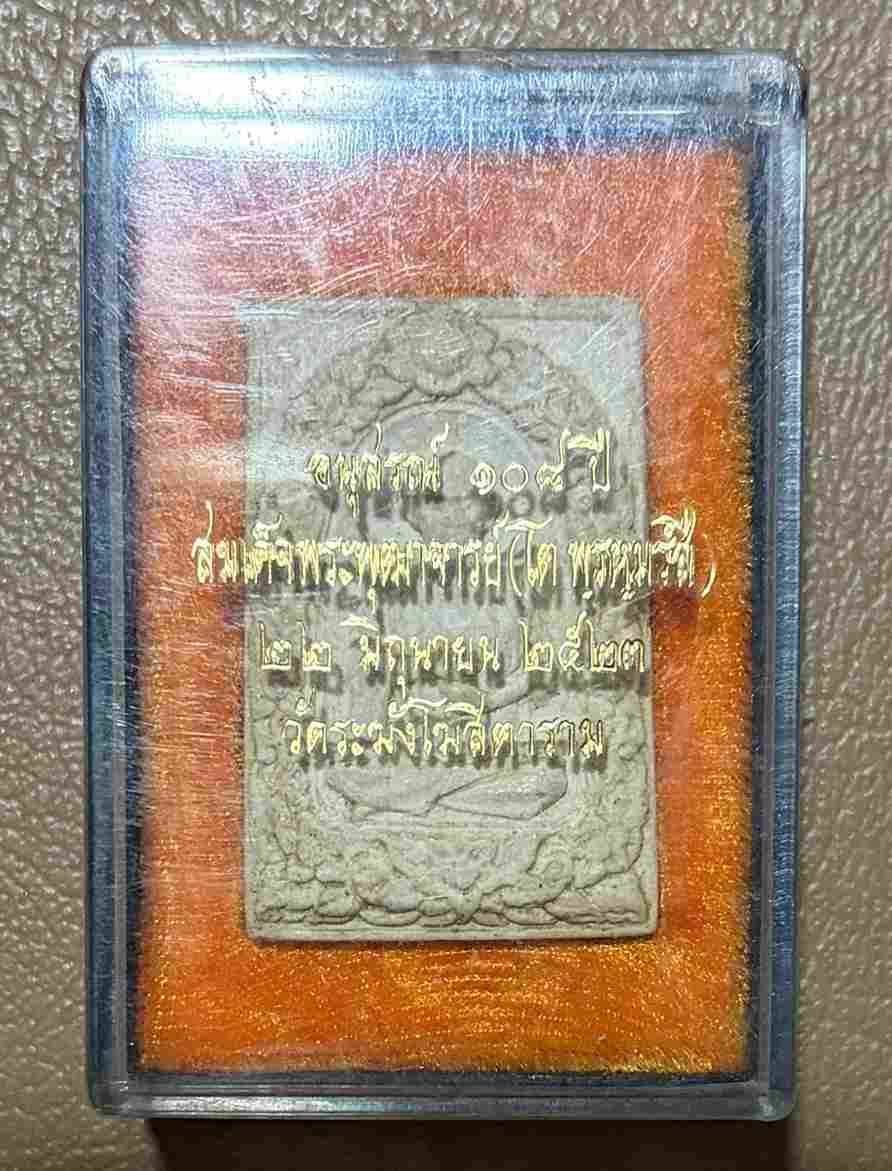 อนุสรณ์ ๑๐๘ ปี
สมเด็จพระพุฒาจารย์(โต พฺรหฺมรํสี)
๒๒ มิถุนายน ๒๕๒๓
วัดระฆังโฆสิตาราม